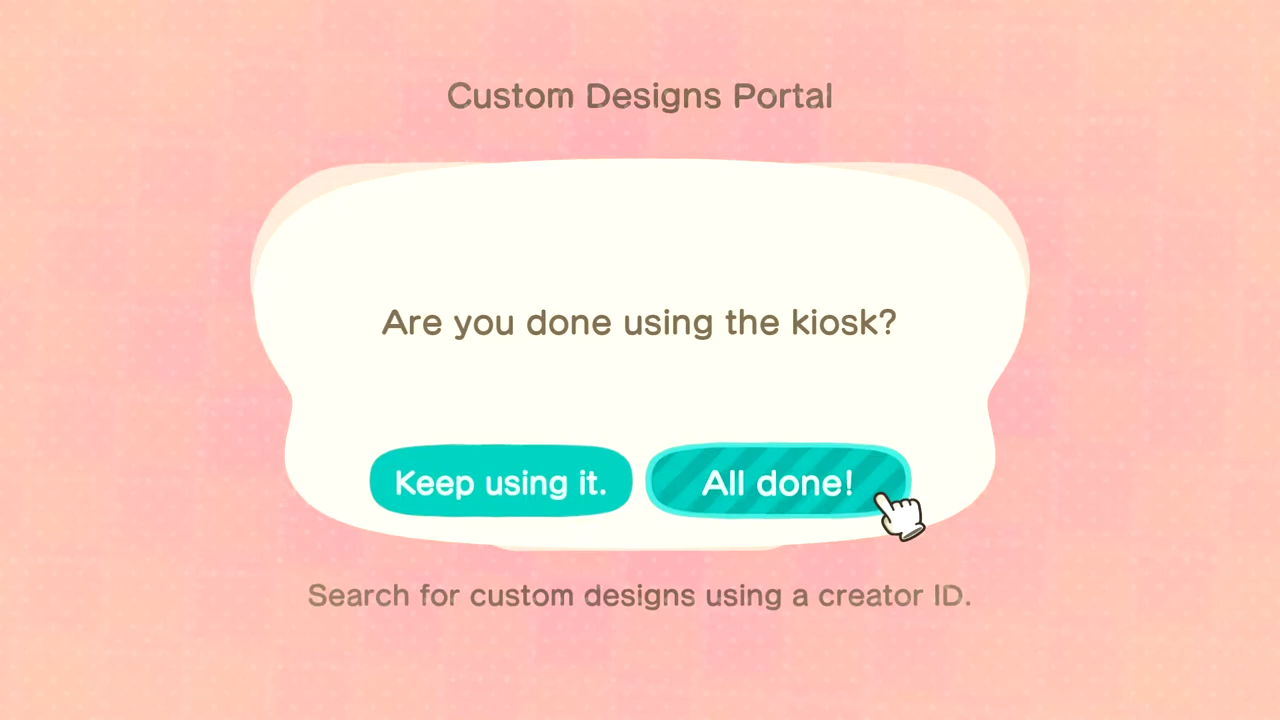 Custom Designs Portal
Are you done using the kiosk?
Keep using it.
All done!
Search for custom designs using a creator ID.